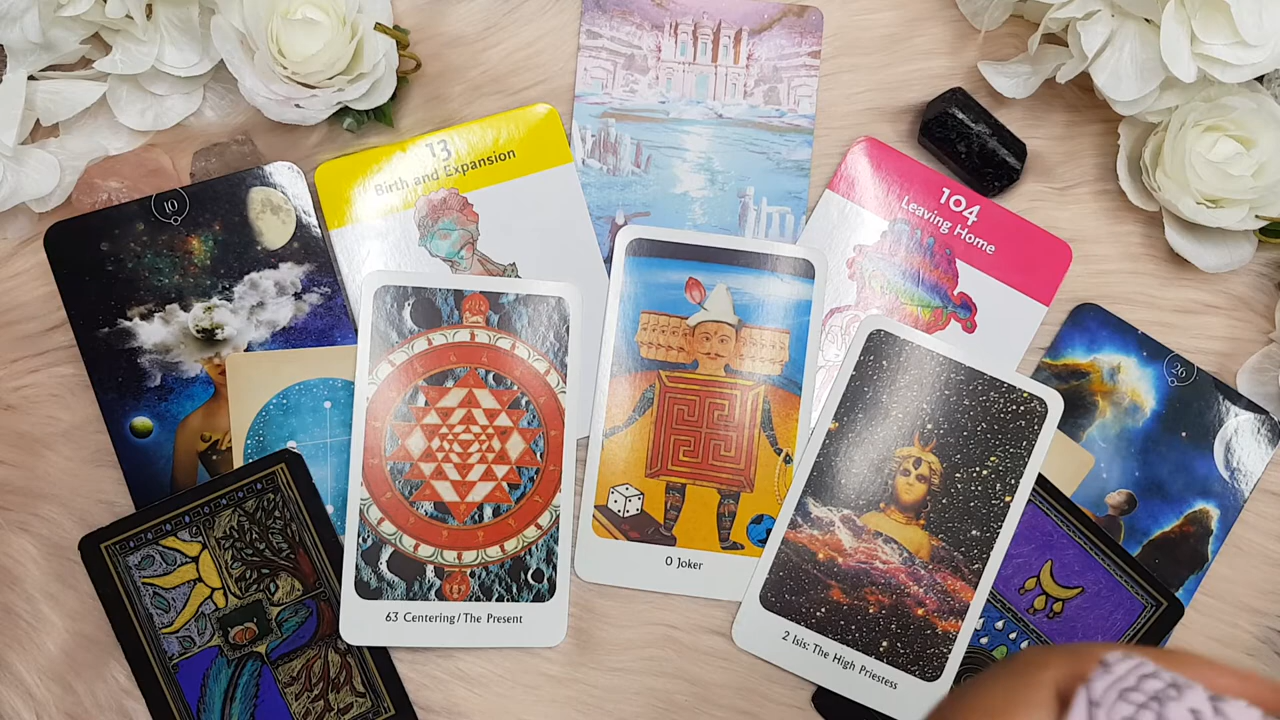 10
13
Birth and Expansion
104
Leaving Home
26
63 Centering/The Present
0 Joker
2 Isis: The High Priestess